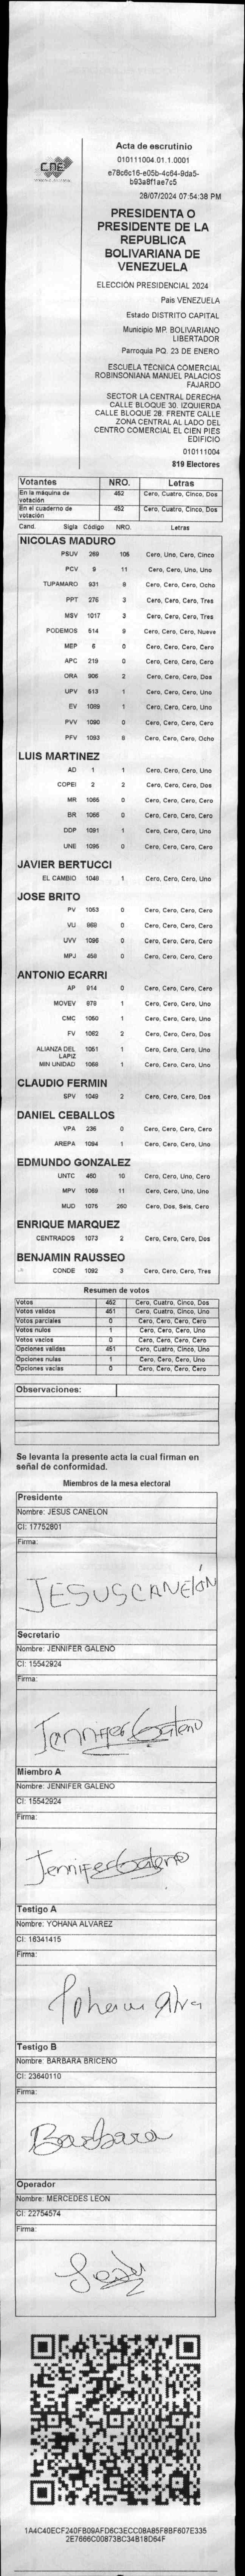 CNE
Acta de escrutinio
010111004.01.1.0001
e78c6c16-e05b-4c64-9da5-
b93a8f1ae7c5
28/07/2024 07:54:38 PM
PRESIDENTA O
PRESIDENTE DE LA
REPUBLICA
BOLIVARIANA DE
VENEZUELA
ELECCIÓN PRESIDENCIAL 2024
Pais VENEZUELA
Estado DISTRITO CAPITAL
Municipio MP. BOLIVARIANO
LIBERTADOR
Parroquia PQ. 23 DE ENERO
ESCUELA TÉCNICA COMERCIAL
ROBINSONIANA MANUEL PALACIOS
FAJARDO
SECTOR LA CENTRAL DERECHA
CALLE BLOQUE 30. IZQUIERDA
CALLE BLOQUE 28. FRENTE CALLE
ZONA CENTRAL AL LADO DEL
CENTRO COMERCIAL EL CIEN PIES
EDIFICIO
010111004
819 Electores
Votantes NRO. Letras
En la máquina de votación 452 Cero, Cuatro, Cinco, Dos
En el cuaderno de votación 452 Cero, Cuatro, Cinco, Dos
Cand. Sigla Código NRO. Letras
NICOLAS MADURO
PSUV 269 105 Cero, Uno, Cero, Cinco
PCV 9 11 Cero, Cero, Uno, Uno
TUPAMARO 931 8 Cero, Cero, Cero, Ocho
PPT 276 3 Cero, Cero, Cero, Tres
MSV 1017 3 Cero, Cero, Cero, Tres
PODEMOS 514 9 Cero, Cero, Cero, Nueve
MEP 6 0 Cero, Cero, Cero, Cero
APC 219 0 Cero, Cero, Cero, Cero
ORA 906 2 Cero, Cero, Cero, Dos
UPV 513 1 Cero, Cero, Cero, Uno
EV 1089 1 Cero, Cero, Cero, Uno
PVV 1090 0 Cero, Cero, Cero, Cero
PFV 1093 8 Cero, Cero, Cero, Ocho
LUIS MARTINEZ
AD 1 1 Cero, Cero, Cero, Uno
COPEI 2 2 Cero, Cero, Cero, Dos
MR 1065 0 Cero, Cero, Cero, Cero
BR 1066 0 Cero, Cero, Cero, Cero
DDP 1091 1 Cero, Cero, Cero, Uno
UNE 1095 0 Cero, Cero, Cero, Cero
JAVIER BERTUCCI
EL CAMBIO 1048 1 Cero, Cero, Cero, Uno
JOSE BRITO
PV 1053 0 Cero, Cero, Cero, Cero
VU 969 0 Cero, Cero, Cero, Cero
UVV 1096 0 Cero, Cero, Cero, Cero
MPJ 459 0 Cero, Cero, Cero, Cero
ANTONIO ECARRI
AP 814 0 Cero, Cero, Cero, Cero
MOVEV 878 1 Cero, Cero, Cero, Uno
CMC 1050 1 Cero, Cero, Cero, Uno
FV 1062 2 Cero, Cero, Cero, Dos
ALIANZA DEL LAPIZ 1051 1 Cero, Cero, Cero, Uno
MIN UNIDAD 1068 1 Cero, Cero, Cero, Uno
CLAUDIO FERMIN
SPV 1049 2 Cero, Cero, Cero, Dos
DANIEL CEBALLOS
VPA 236 0 Cero, Cero, Cero, Cero
AREPA 1094 1 Cero, Cero, Cero, Uno
EDMUNDO GONZALEZ
UNTC 460 10 Cero, Cero, Uno, Cero
MPV 1069 11 Cero, Cero, Uno, Uno
MUD 1075 260 Cero, Dos, Seis, Cero
ENRIQUE MARQUEZ
CENTRADOS 1073 2 Cero, Cero, Cero, Dos
BENJAMIN RAUSSEO
CONDE 1092 3 Cero, Cero, Cero, Tres
Resumen de votos
Votos 452 Cero, Cuatro, Cinco, Dos
Votos validos 451 Cero, Cuatro, Cinco, Uno
Votos parciales 0 Cero, Cero, Cero, Cero
Votos nulos 1 Cero, Cero, Cero, Uno
Votos vacios 0 Cero, Cero, Cero, Cero
Opciones validas 451 Cero, Cuatro, Cinco, Uno
Opciones nulas 1 Cero, Cero, Cero, Uno
Opciones vacias 0 Cero, Cero, Cero, Cero
Observaciones:
Se levanta la presente acta la cual firman en
señal de conformidad.
Miembros de la mesa electoral
Presidente
Nombre: JESUS CANELON
CI: 17752801
Firma:
JESUS CANELÓN
Secretario
Nombre: JENNIFER GALENO
CI: 15542924
Firma:
Jennifer Galeno
Miembro A
Nombre: JENNIFER GALENO
CI: 15542924
Firma:
Jennifer Galeno
Testigo A
Nombre: YOHANA ALVAREZ
CI: 16341415
Firma:
Testigo B
Nombre: BARBARA BRICENO
CI: 23640110
Firma:
Barbara
Operador
Nombre: MERCEDES LEON
CI: 22754574
Firma:
1A4C40ECF240FB09AFD6C3ECC0BA85F8BF607E335
2E7666C00873BC34B18D64F